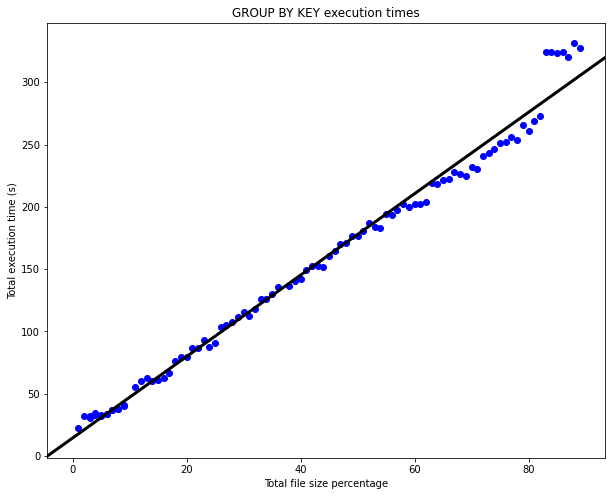 GROUP BY KEY execution times
Total execution time (s)
300
250
200
150
100
50
0
0 20 40 60 80
Total file size percentage